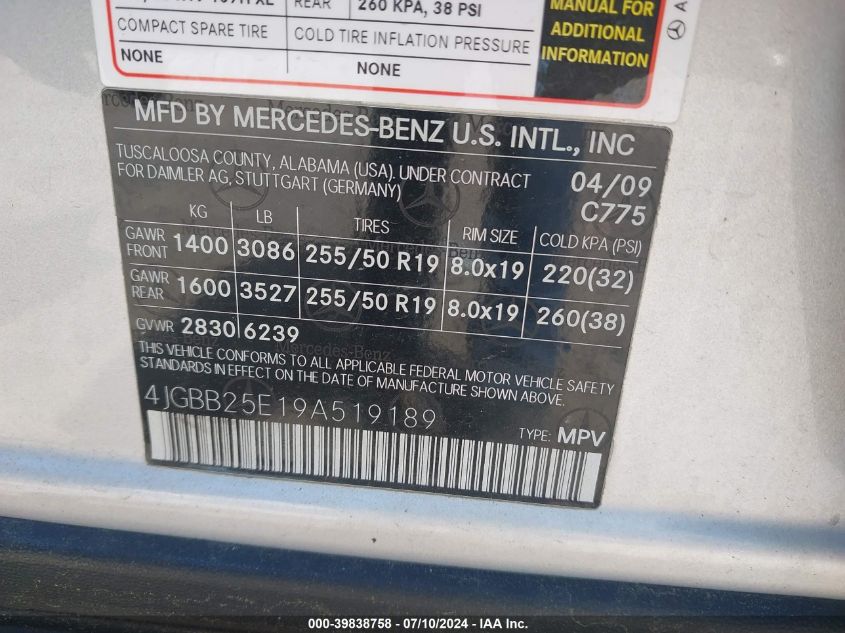 REAR 260 KPA, 38 PSI
COMPACT SPARE TIRE COLD TIRE INFLATION PRESSURE
NONE NONE
MANUAL FOR
ADDITIONAL
INFORMATION
MFD BY MERCEDES-BENZ U.S. INTL., INC
TUSCALOOSA COUNTY, ALABAMA (USA). UNDER CONTRACT
FOR DAIMLER AG, STUTTGART (GERMANY)
04/09
C775
KG LB TIRES RIM SIZE COLD KPA (PSI)
GAWR FRONT 1400 3086 255/50 R19 8.0x19 220(32)
GAWR REAR 1600 3527 255/50 R19 8.0x19 260(38)
GVWR 2830 6239
THIS VEHICLE CONFORMS TO ALL APPLICABLE FEDERAL MOTOR VEHICLE SAFETY
STANDARDS IN EFFECT ON THE DATE OF MANUFACTURE SHOWN ABOVE.
4JGBB25E19A519189
TYPE: MPV
Mercedes-Benz
000-39838758 - 07/10/2024 - IAA Inc.